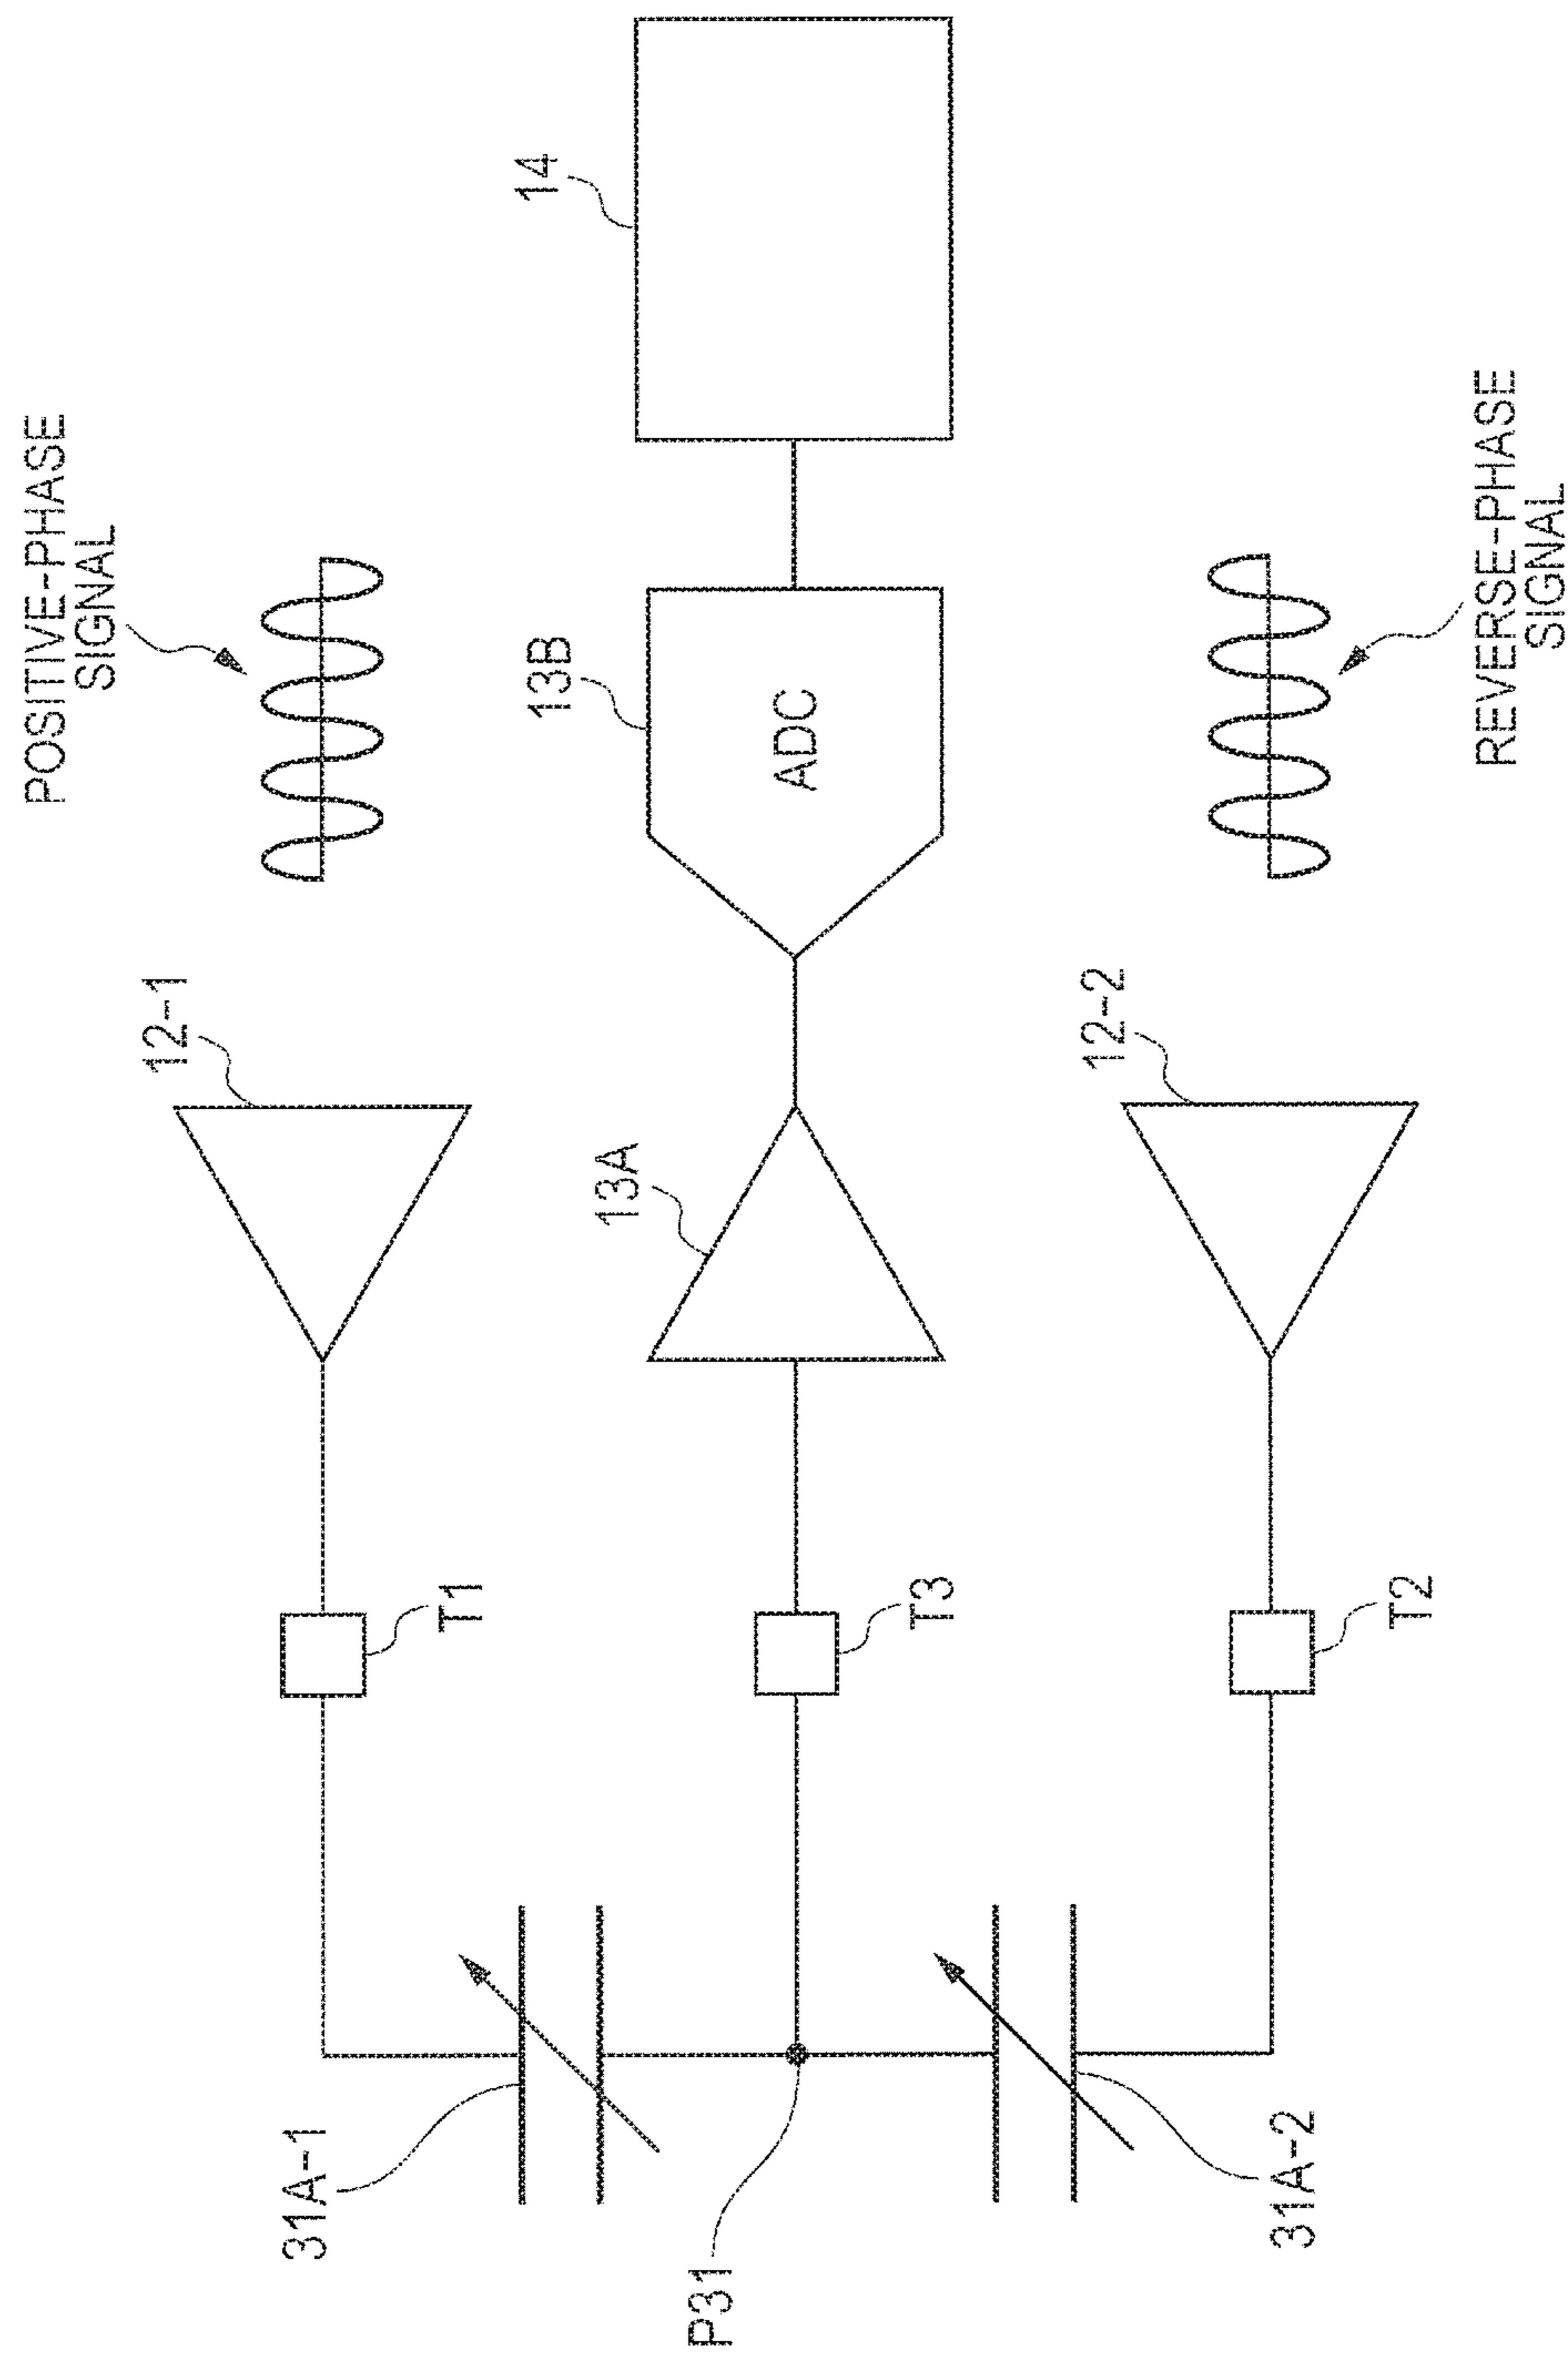 POSITIVE-PHASE
SIGNAL
12-1
T1
31A-1
14
13B
ADC
13A
T3
P31
REVERSE-PHASE
SIGNAL
12-2
T2
31A-2